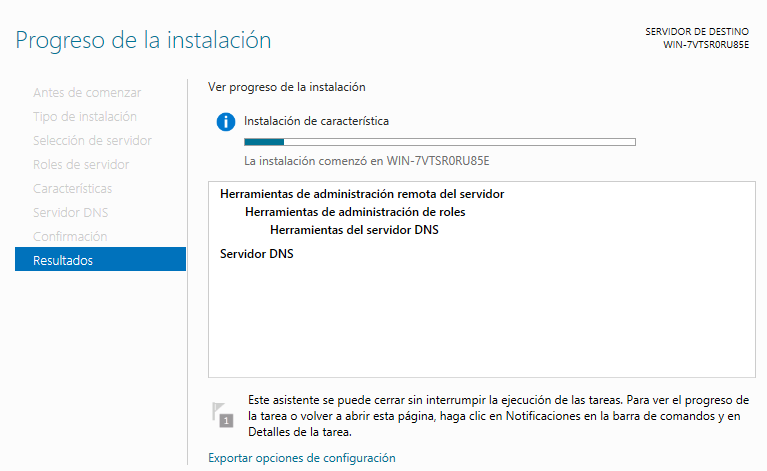 Progreso de la instalación
SERVIDOR DE DESTINO
WIN-7VTSR0RU85E
Antes de comenzar
Tipo de instalación
Selección de servidor
Roles de servidor
Características
Servidor DNS
Confirmación
Resultados
Ver progreso de la instalación
Instalación de característica
La instalación comenzó en WIN-7VTSR0RU85E
Herramientas de administración remota del servidor
Herramientas de administración de roles
Herramientas del servidor DNS
Servidor DNS
1
Este asistente se puede cerrar sin interrumpir la ejecución de las tareas. Para ver el progreso de
la tarea o volver a abrir esta página, haga clic en Notificaciones en la barra de comandos y en
Detalles de la tarea.
Exportar opciones de configuración